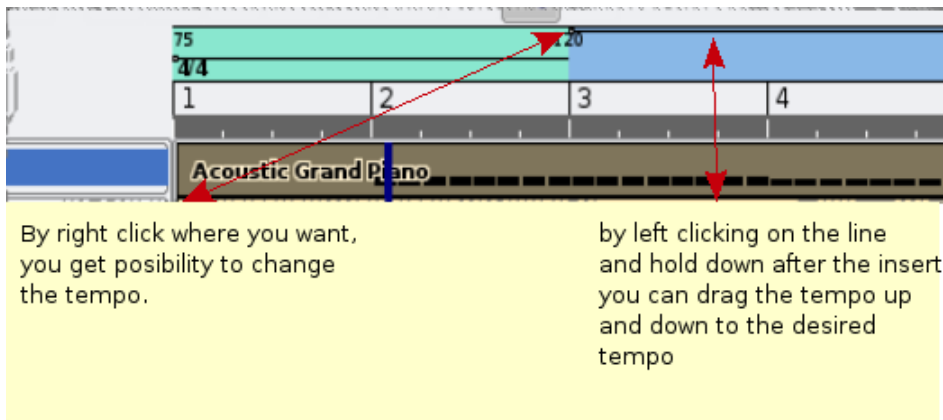 75
120
4/4
1 2 3 4
Acoustic Grand Piano
By right click where you want,
you get posibility to change
the tempo.
by left clicking on the line
and hold down after the insert
you can drag the tempo up
and down to the desired
tempo